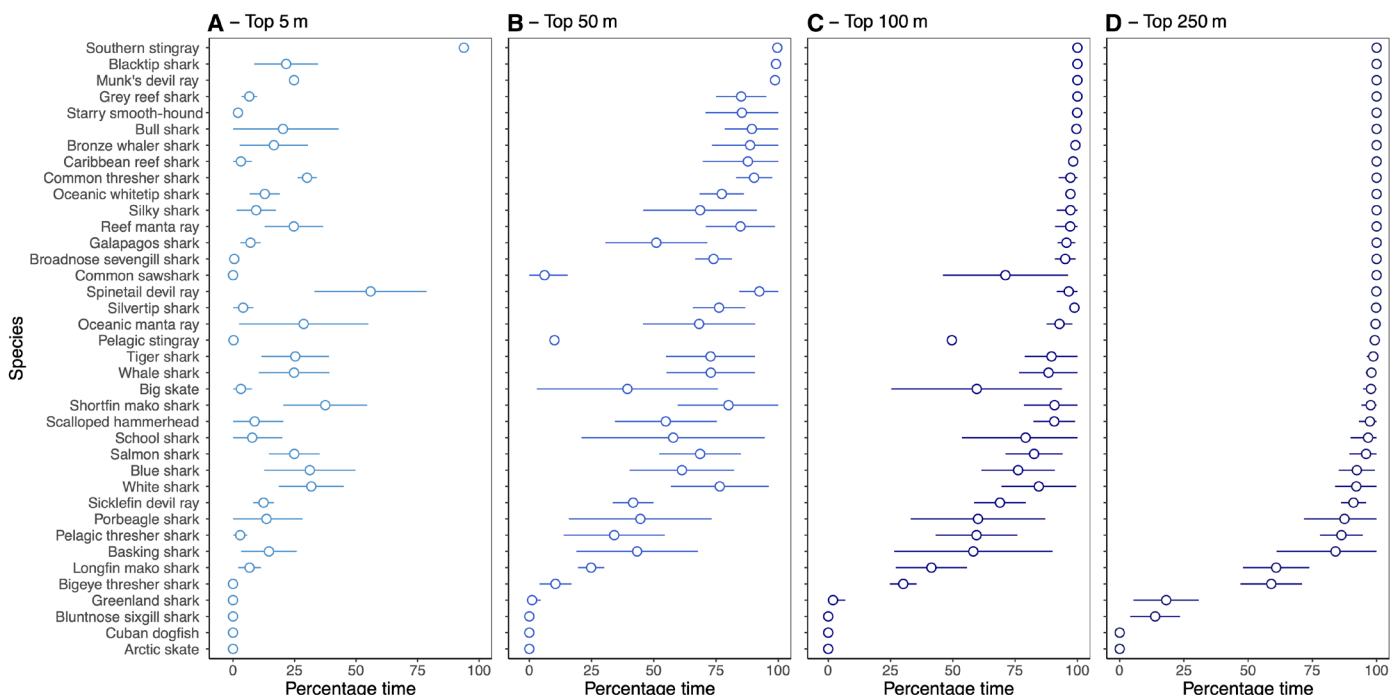 A – Top 5 m
B – Top 50 m
C – Top 100 m
D – Top 250 m
Species
Southern stingray
Blacktip shark
Munk's devil ray
Grey reef shark
Starry smooth-hound
Bull shark
Bronze whaler shark
Caribbean reef shark
Common thresher shark
Oceanic whitetip shark
Silky shark
Reef manta ray
Galapagos shark
Broadnose sevengill shark
Common sawshark
Spinetail devil ray
Silvertip shark
Oceanic manta ray
Pelagic stingray
Tiger shark
Whale shark
Big skate
Shortfin mako shark
Scalloped hammerhead
School shark
Salmon shark
Blue shark
White shark
Sicklefin devil ray
Porbeagle shark
Pelagic thresher shark
Basking shark
Longfin mako shark
Bigeye thresher shark
Greenland shark
Bluntnose sixgill shark
Cuban dogfish
Arctic skate
0 25 50 75 100
0 25 50 75 100
0 25 50 75 100
0 25 50 75 100
Percentage time
Percentage time
Percentage time
Percentage time